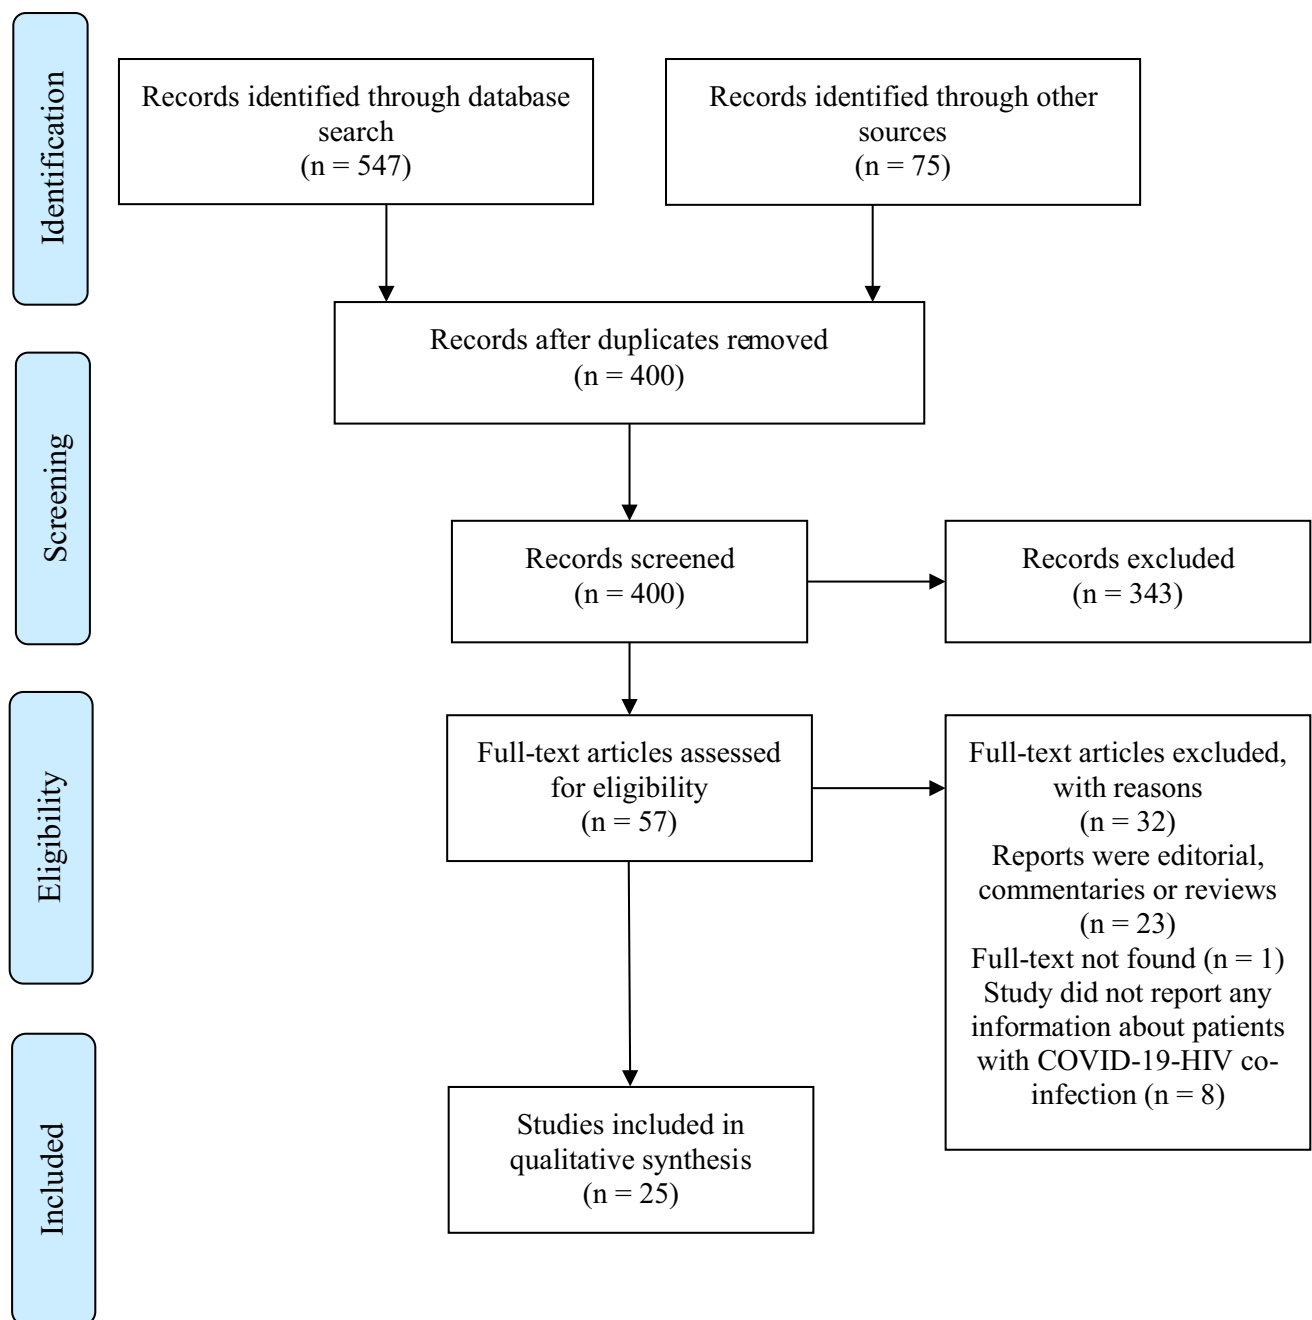 Identification
Records identified through database
search
(n = 547)
Records identified through other
sources
(n = 75)
Records after duplicates removed
(n = 400)
Screening
Records screened
(n = 400)
Records excluded
(n = 343)
Eligibility
Full-text articles assessed
for eligibility
(n = 57)
Full-text articles excluded,
with reasons
(n = 32)
Reports were editorial,
commentaries or reviews
(n = 23)
Full-text not found (n = 1)
Study did not report any
information about patients
with COVID-19-HIV co-
infection (n = 8)
Included
Studies included in
qualitative synthesis
(n = 25)